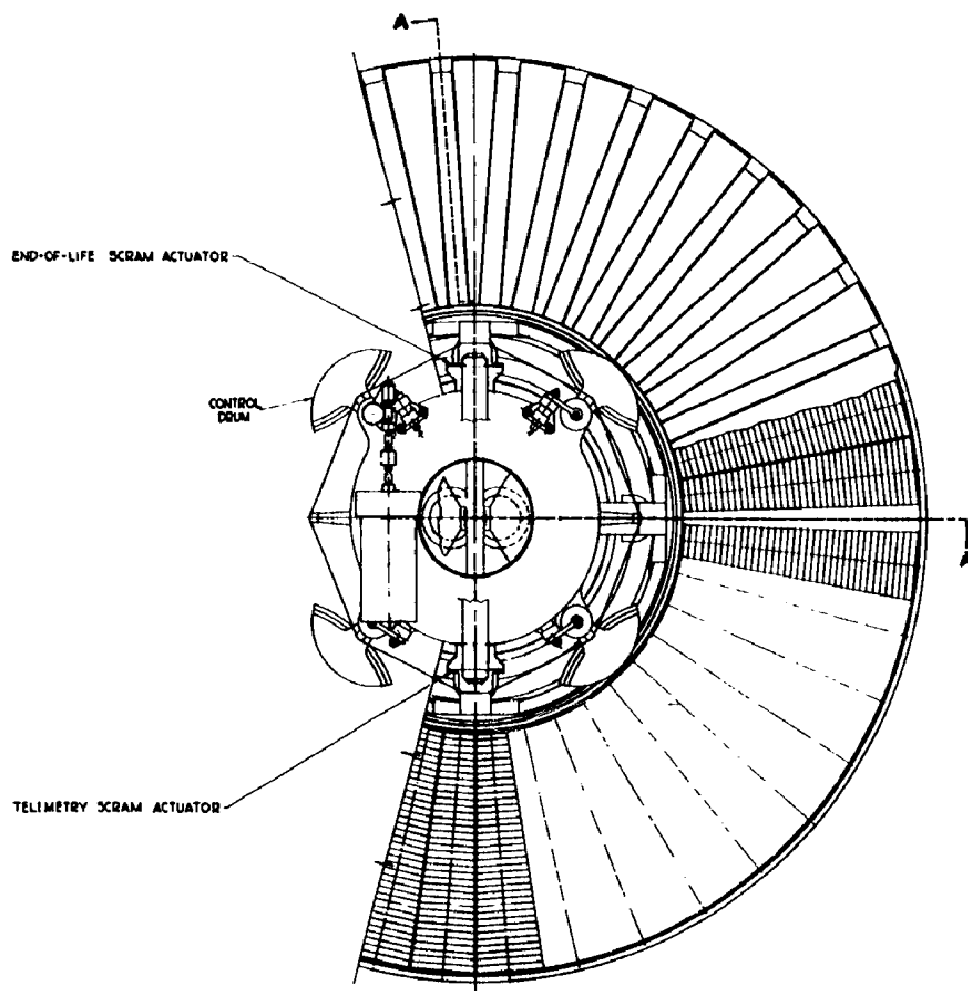 A
END-OF-LIFE SCRAM ACTUATOR
CONTROL
DRUM
A
TELIMETRY SCRAM ACTUATOR